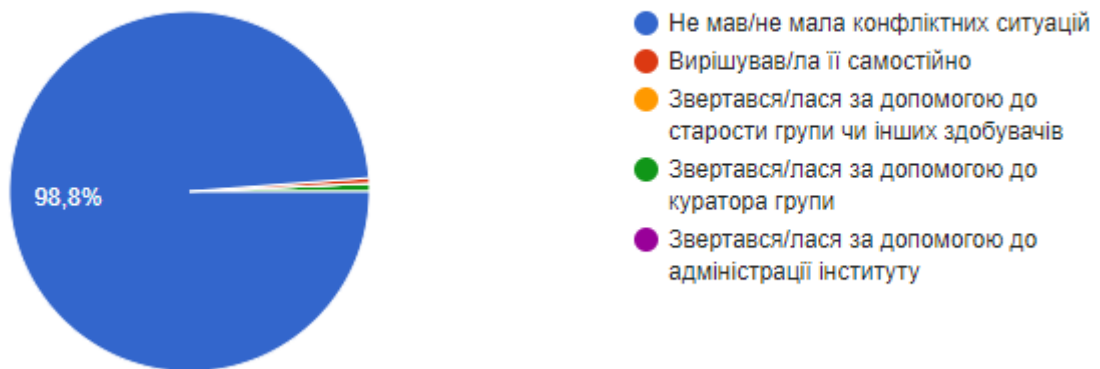 98,8%
Не мав/не мала конфліктних ситуацій
Вирішував/ла її самостійно
Звертався/лася за допомогою до
старости групи чи інших здобувачів
Звертався/лася за допомогою до
куратора групи
Звертався/лася за допомогою до
адміністрації інституту